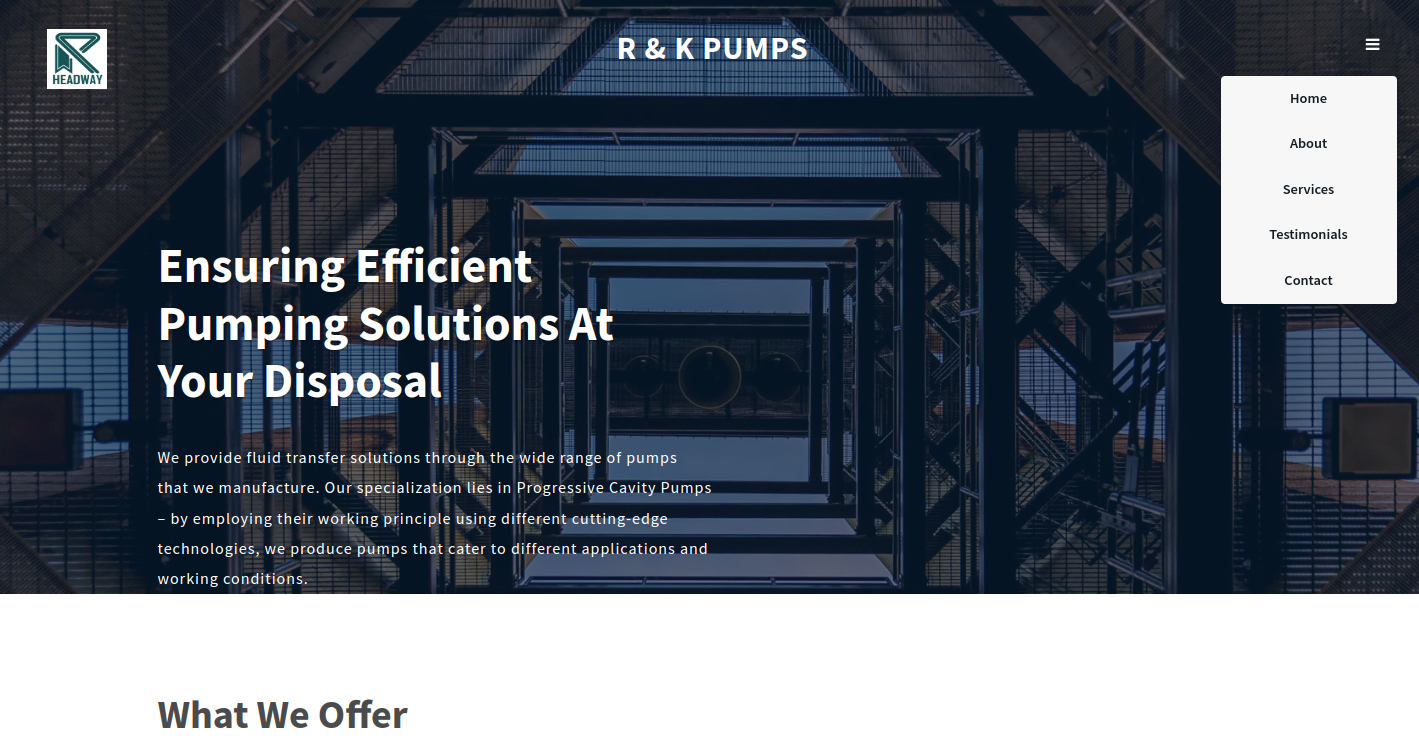 HEADWAY
R & K PUMPS
Home
About
Services
Testimonials
Contact
Ensuring Efficient
Pumping Solutions At
Your Disposal
We provide fluid transfer solutions through the wide range of pumps
that we manufacture. Our specialization lies in Progressive Cavity Pumps
– by employing their working principle using different cutting-edge
technologies, we produce pumps that cater to different applications and
working conditions.
What We Offer